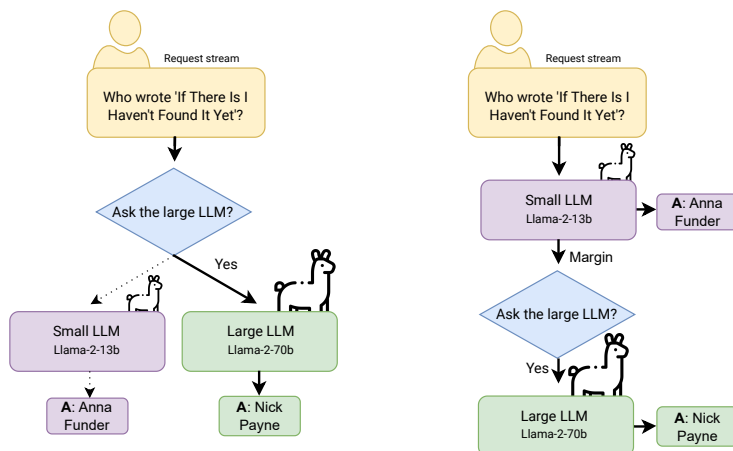 Request stream
Who wrote 'If There Is I
Haven't Found It Yet'?
Ask the large LLM?
Yes
Small LLM
Llama-2-13b
Large LLM
Llama-2-70b
A: Anna
Funder
A: Nick
Payne
Request stream
Who wrote 'If There Is I
Haven't Found It Yet'?
Small LLM
Llama-2-13b
A: Anna
Funder
Margin
Ask the large LLM?
Yes
Large LLM
Llama-2-70b
A: Nick
Payne